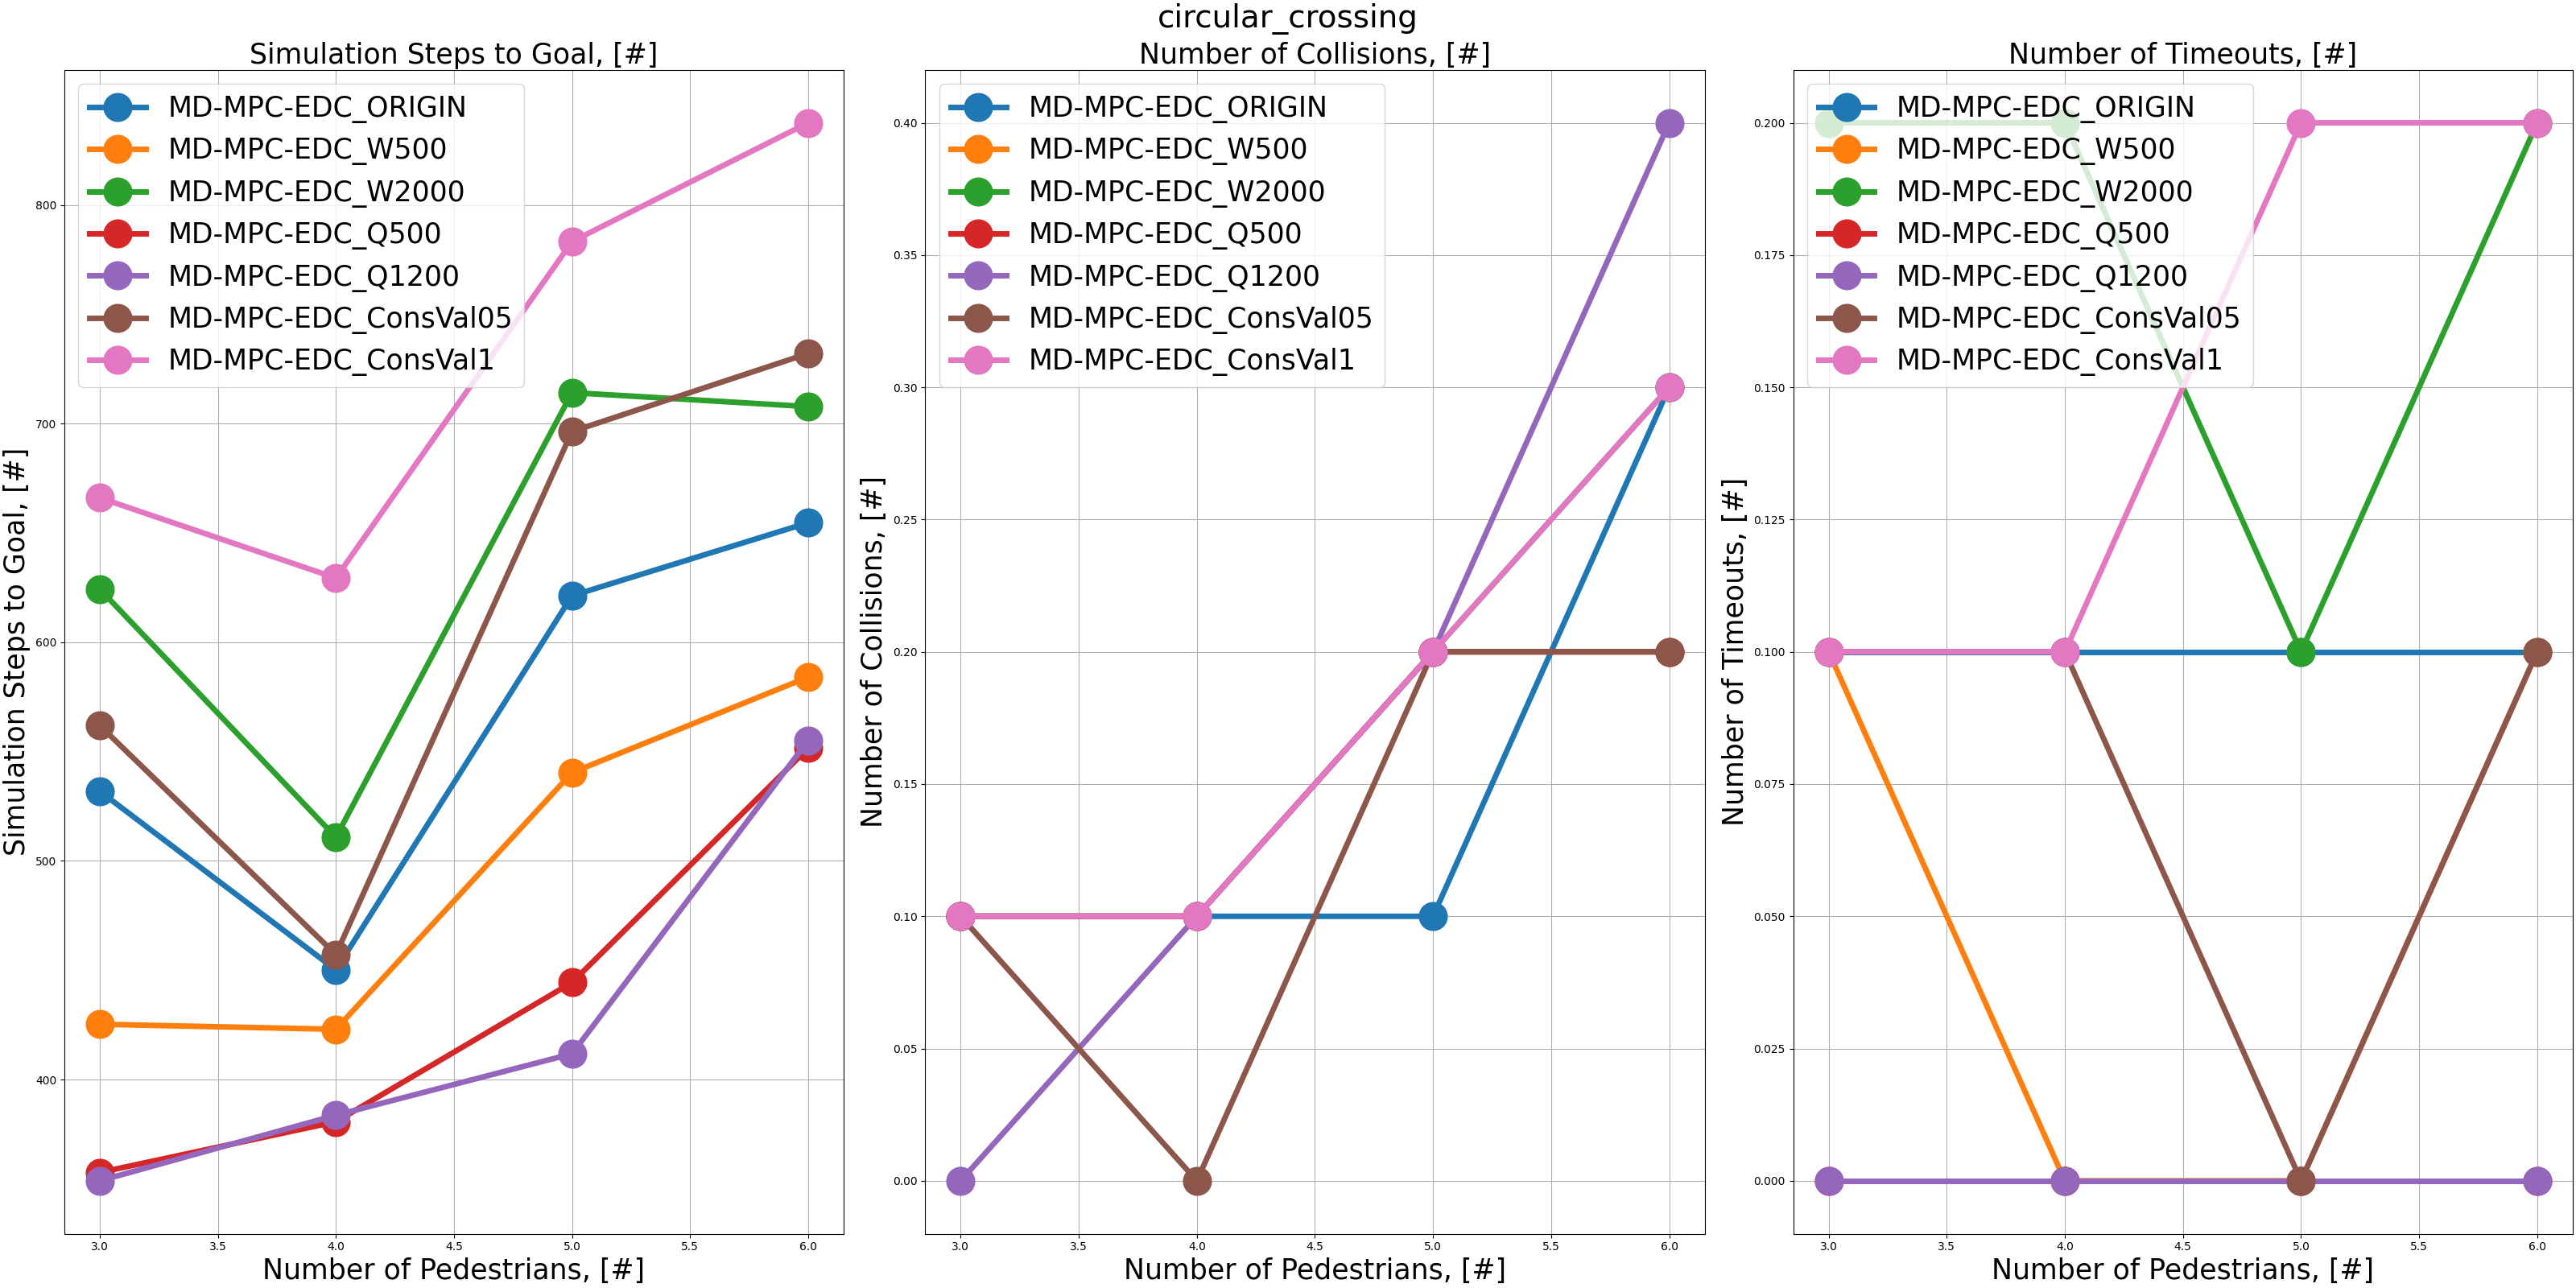 circular_crossing
Simulation Steps to Goal, [#]
MD-MPC-EDC_ORIGIN
MD-MPC-EDC_W500
MD-MPC-EDC_W2000
MD-MPC-EDC_Q500
MD-MPC-EDC_Q1200
MD-MPC-EDC_ConsVal05
MD-MPC-EDC_ConsVal1
Simulation Steps to Goal, [#]
800
700
600
500
400
3.0 3.5 4.0 4.5 5.0 5.5 6.0
Number of Pedestrians, [#]
Number of Collisions, [#]
MD-MPC-EDC_ORIGIN
MD-MPC-EDC_W500
MD-MPC-EDC_W2000
MD-MPC-EDC_Q500
MD-MPC-EDC_Q1200
MD-MPC-EDC_ConsVal05
MD-MPC-EDC_ConsVal1
Number of Collisions, [#]
0.40
0.35
0.30
0.25
0.20
0.15
0.10
0.05
0.00
3.0 3.5 4.0 4.5 5.0 5.5 6.0
Number of Pedestrians, [#]
Number of Timeouts, [#]
MD-MPC-EDC_ORIGIN
MD-MPC-EDC_W500
MD-MPC-EDC_W2000
MD-MPC-EDC_Q500
MD-MPC-EDC_Q1200
MD-MPC-EDC_ConsVal05
MD-MPC-EDC_ConsVal1
Number of Timeouts, [#]
0.200
0.175
0.150
0.125
0.100
0.075
0.050
0.025
0.000
3.0 3.5 4.0 4.5 5.0 5.5 6.0
Number of Pedestrians, [#]